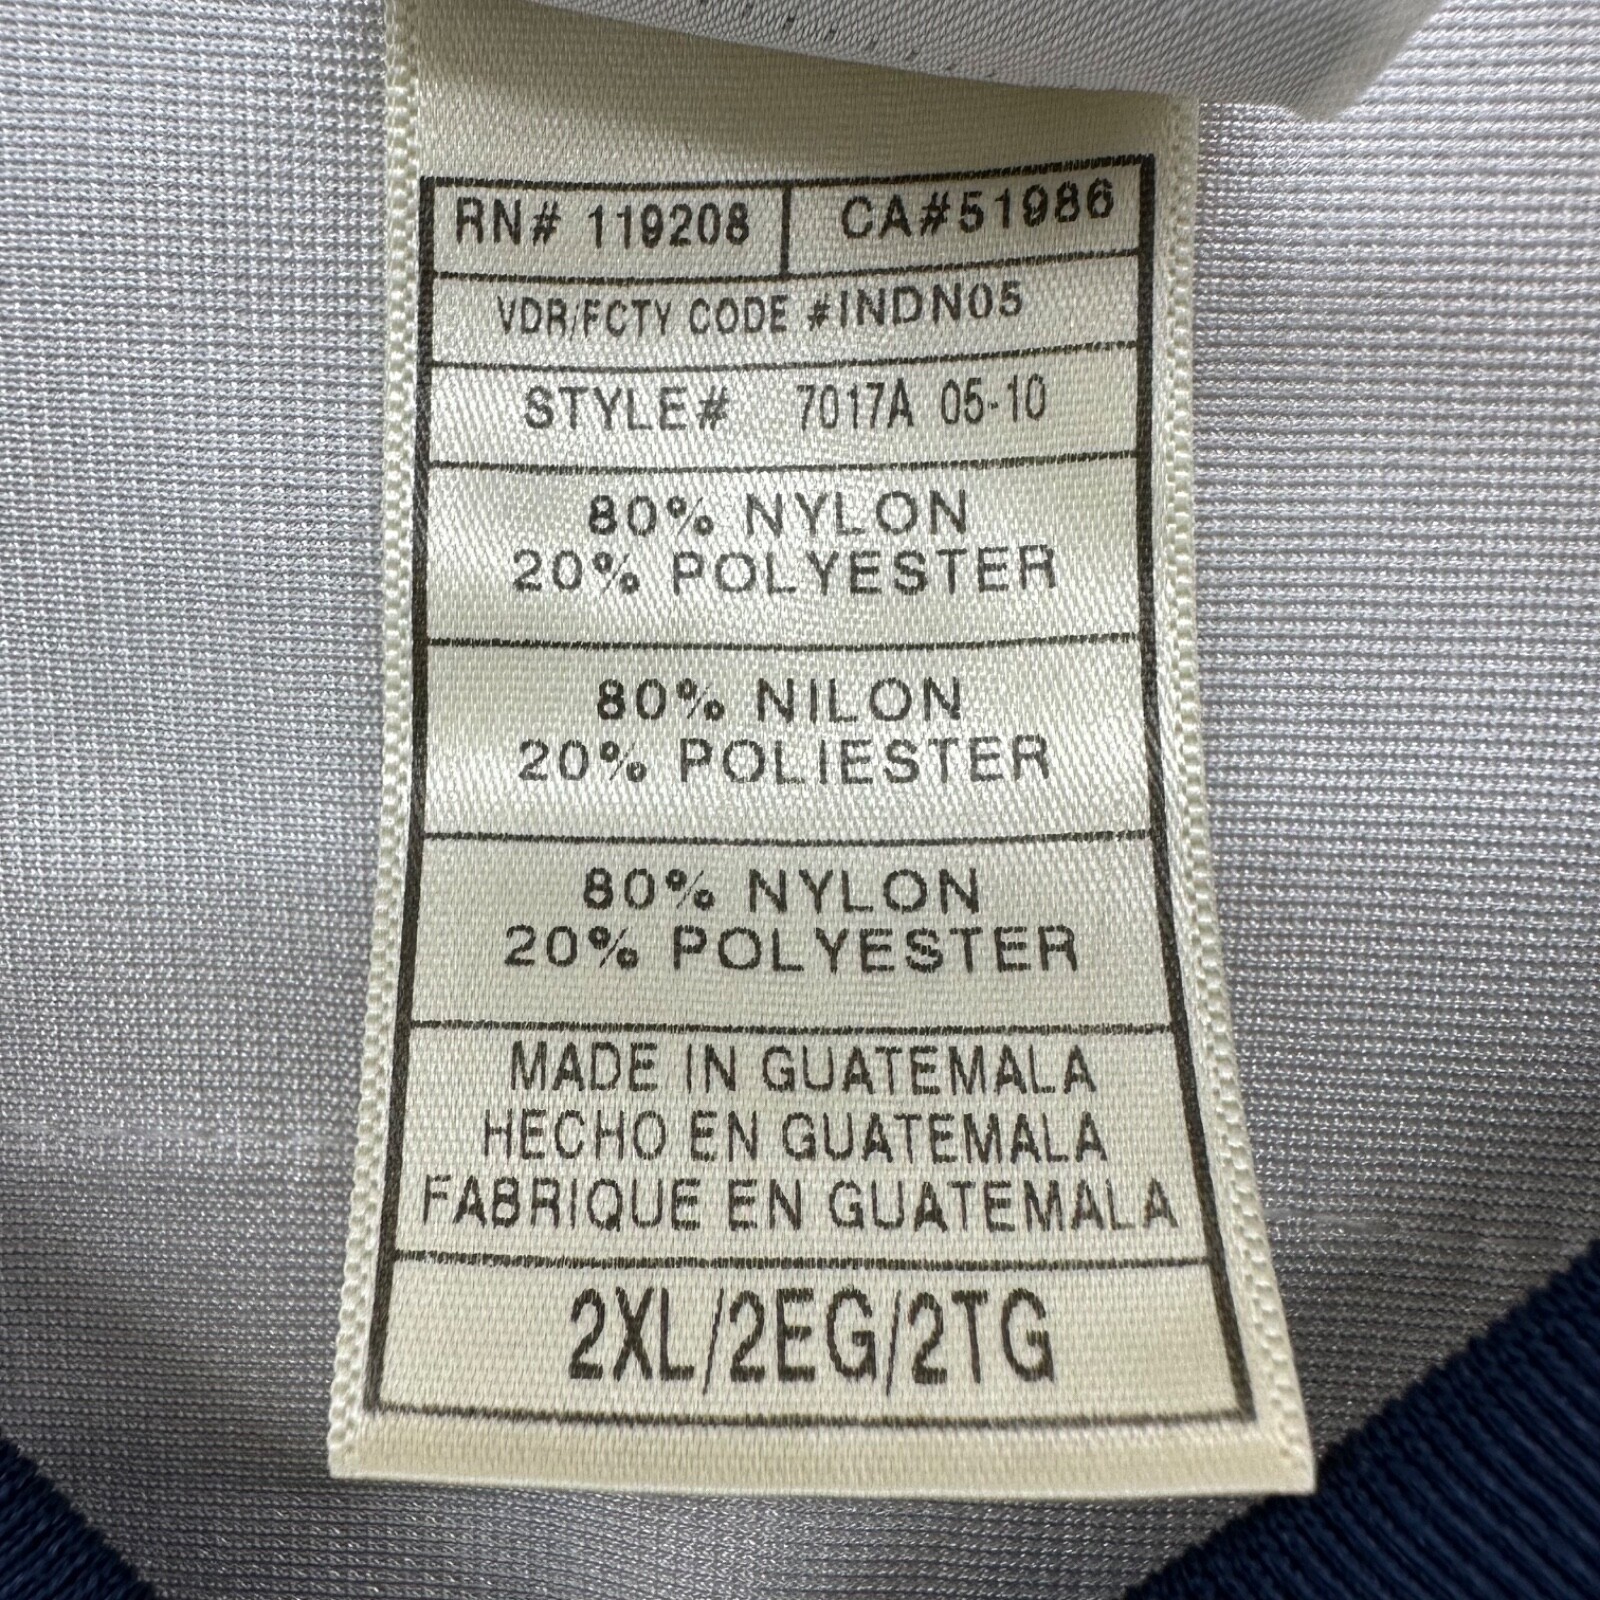 RN# 119208 CA#51986
VDR/FCTY CODE #INDN05
STYLE# 7017A 05-10
80% NYLON
20% POLYESTER
80% NILON
20% POLIESTER
80% NYLON
20% POLYESTER
MADE IN GUATEMALA
HECHO EN GUATEMALA
FABRIQUE EN GUATEMALA
2XL/2EG/2TG